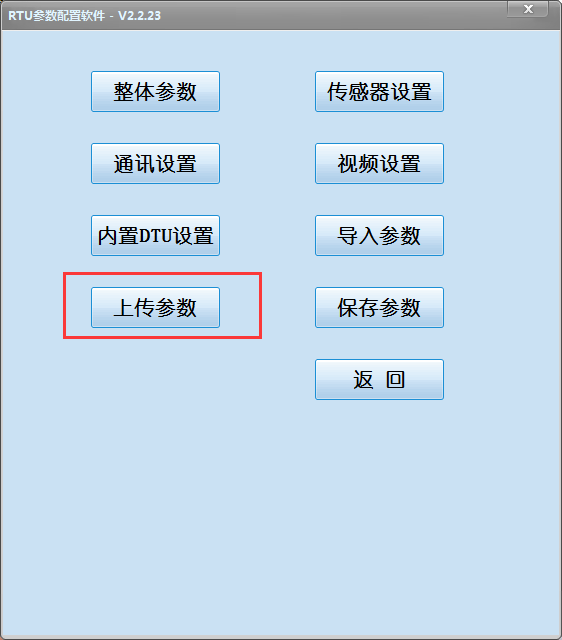 RTU参数配置软件 - V2.2.23
x
整体参数
传感器设置
通讯设置
视频设置
内置DTU设置
导入参数
上传参数
保存参数
返 回